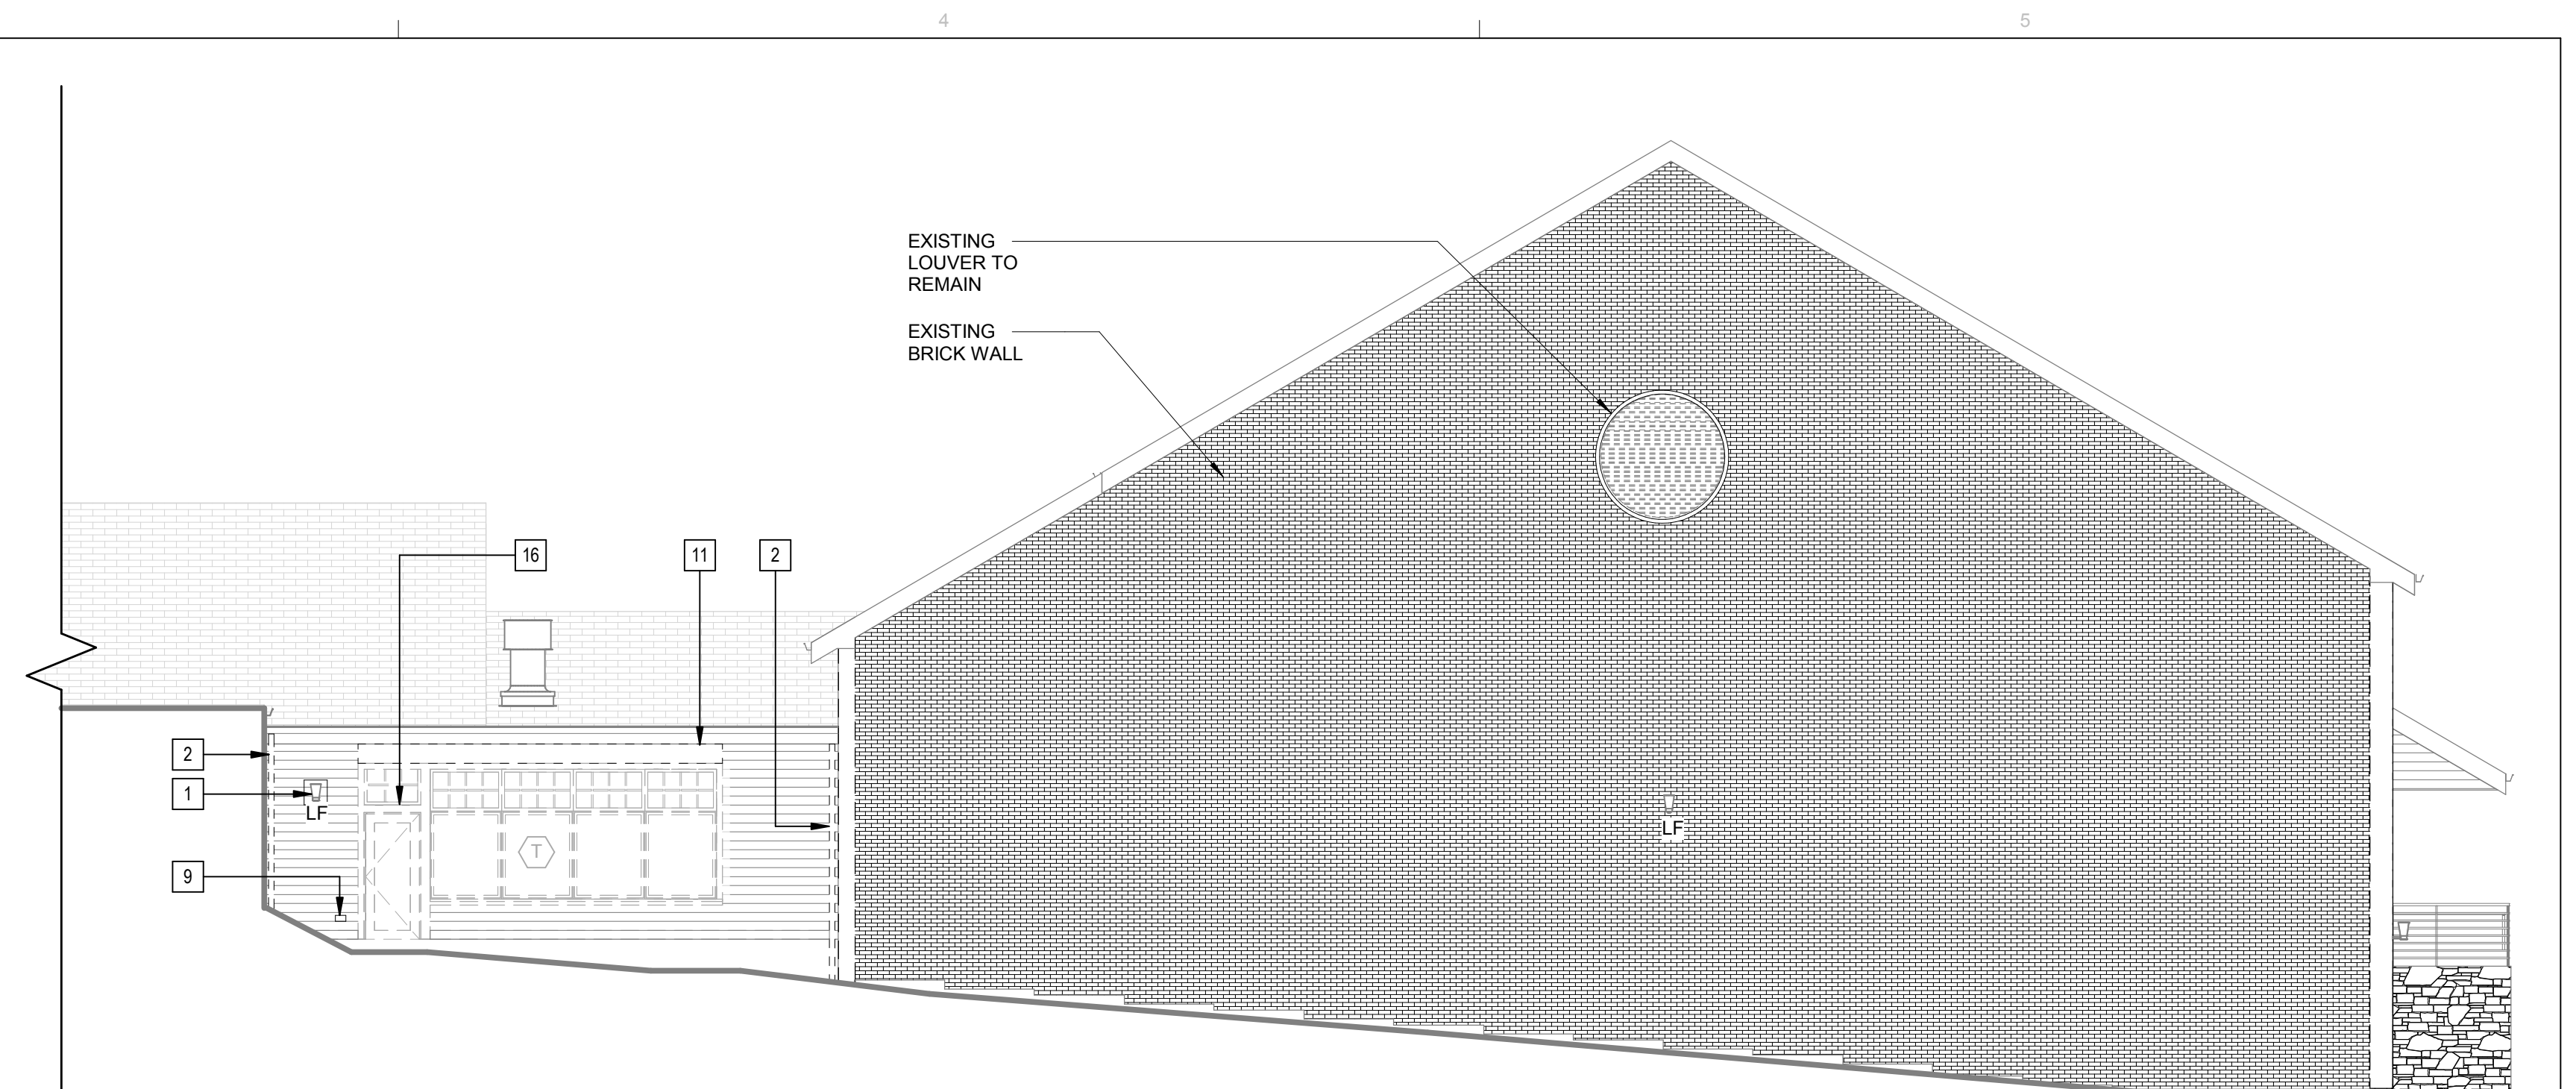 4
5
EXISTING
LOUVER TO
REMAIN
EXISTING
BRICK WALL
16
11
2
2
1
LF
LF
T
9